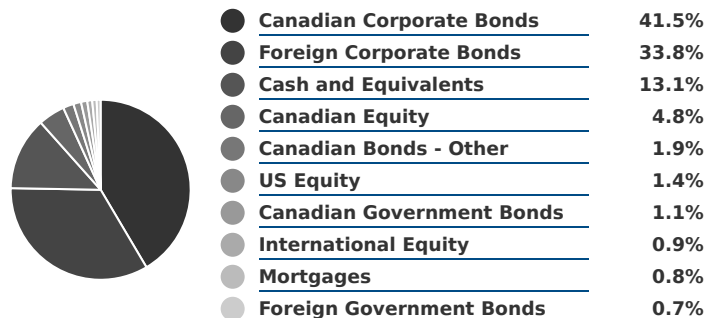 Canadian Corporate Bonds 41.5%
Foreign Corporate Bonds 33.8%
Cash and Equivalents 13.1%
Canadian Equity 4.8%
Canadian Bonds - Other 1.9%
US Equity 1.4%
Canadian Government Bonds 1.1%
International Equity 0.9%
Mortgages 0.8%
Foreign Government Bonds 0.7%